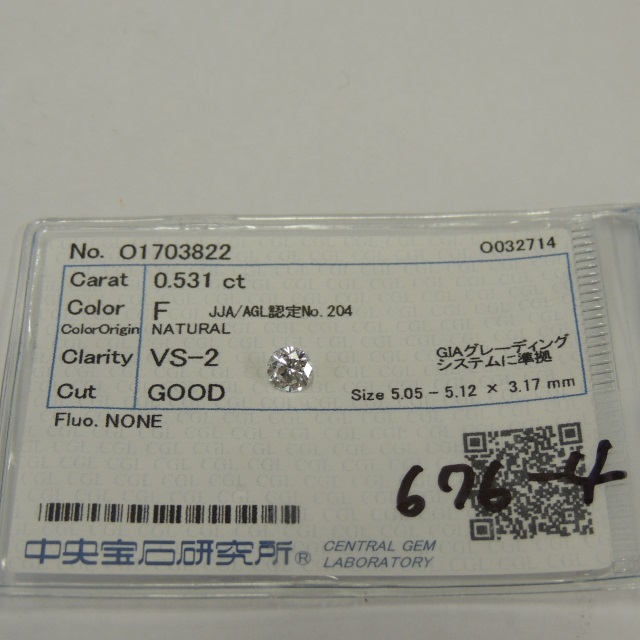 No. O1703822 O032714
Carat 0.531 ct
Color F JJA/AGL認定No.204
ColorOrigin NATURAL
Clarity VS-2
GIAグレーディング
システムに準拠
Cut GOOD Size 5.05 - 5.12 × 3.17 mm
Fluo. NONE
676-4
中央宝石研究所® CENTRAL GEM
LABORATORY